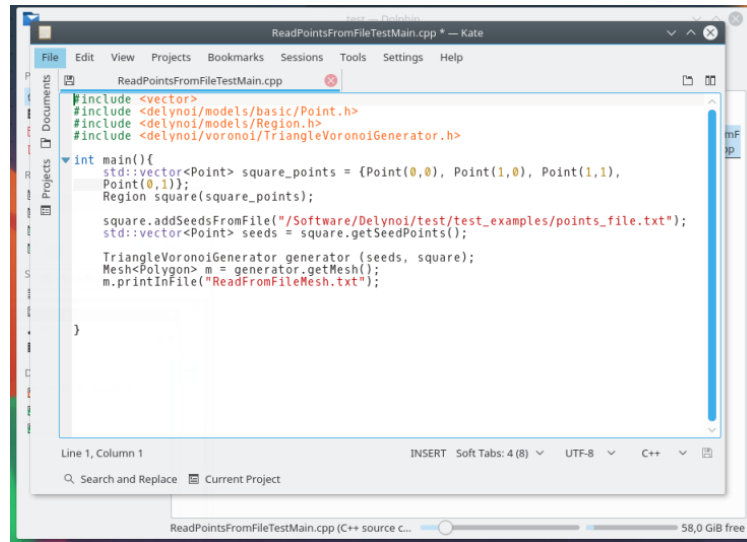 test — Dolphin
ReadPointsFromFileTestMain.cpp * — Kate
File Edit View Projects Bookmarks Sessions Tools Settings Help
ReadPointsFromFileTestMain.cpp
Documents
Projects
#include <vector>
#include <delynoi/models/basic/Point.h>
#include <delynoi/models/Region.h>
#include <delynoi/voronoi/TriangleVoronoiGenerator.h>
int main(){
std::vector<Point> square_points = {Point(0,0), Point(1,0), Point(1,1),
Point(0,1)};
Region square(square_points);
square.addSeedsFromFile("/Software/Delynoi/test/test_examples/points_file.txt");
std::vector<Point> seeds = square.getSeedPoints();
TriangleVoronoiGenerator generator (seeds, square);
Mesh<Polygon> m = generator.getMesh();
m.printInFile("ReadFromFileMesh.txt");
}
Line 1, Column 1 INSERT Soft Tabs: 4 (8) UTF-8 C++
Search and Replace Current Project
ReadPointsFromFileTestMain.cpp (C++ source c... 58,0 GiB free